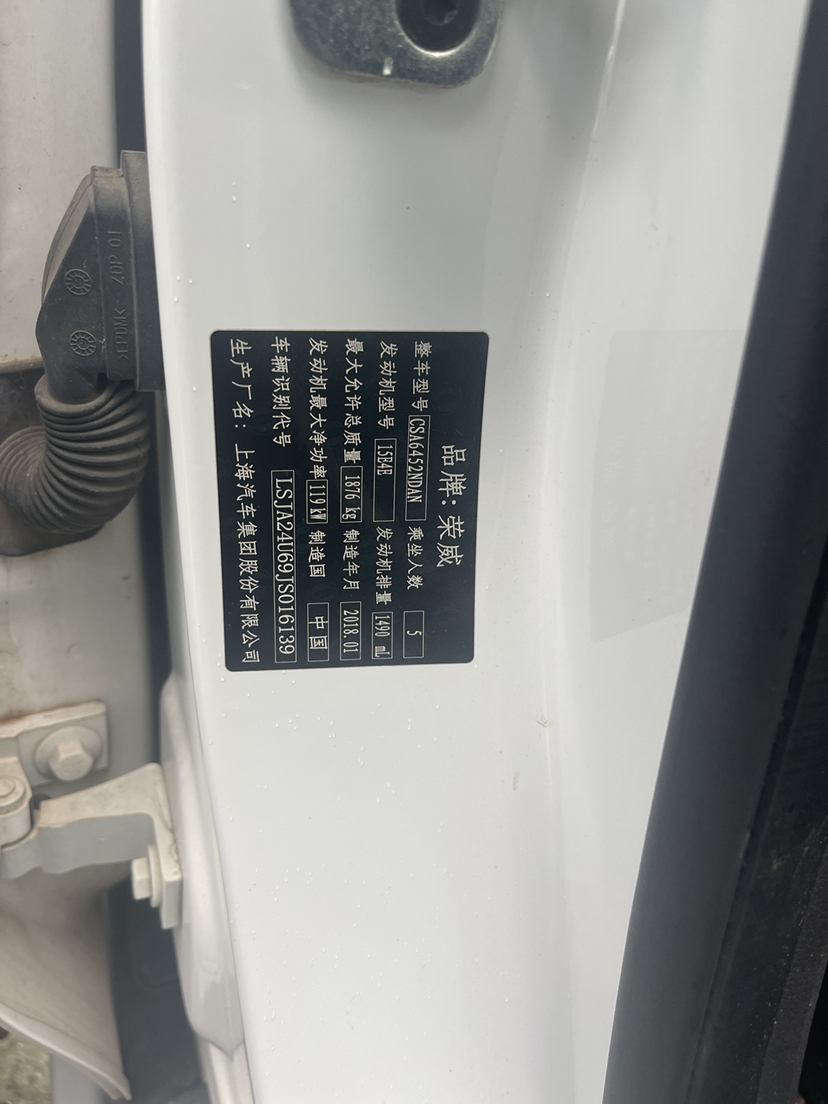 品牌：荣威
整车型号 CSA6452NDAN 乘坐人数 5
发动机型号 15E4E 发动机排量 1490 mL
最大允许总质量 1876 kg 制造年月 2018.01
发动机最大净功率 119 kW 制造国 中国
车辆识别代号 LSJA24U69JS016139
生产厂名：上海汽车集团股份有限公司